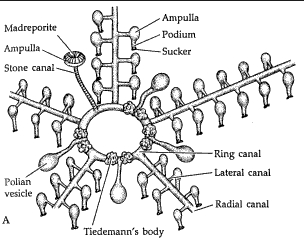 Madreporite
Ampulla
Stone canal
Ampulla
Podium
Sucker
Ring canal
Lateral canal
Radial canal
Polian
vesicle
A
Tiedemann's body